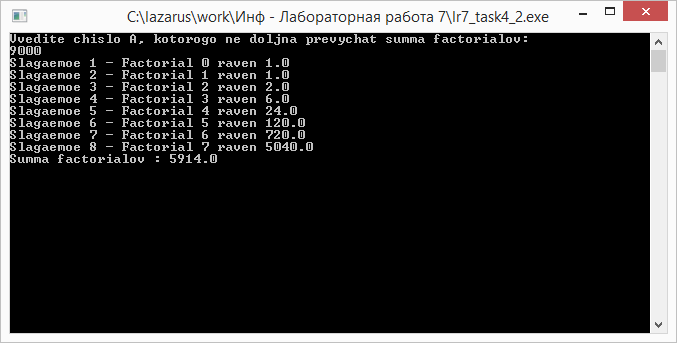 C:\lazarus\work\Инф - Лабораторная работа 7\lr7_task4_2.exe
Vvedite chislo A, kotorogo ne doljna prevychat summa factorialov:
9000
Slagaemoe 1 - Factorial 0 raven 1.0
Slagaemoe 2 - Factorial 1 raven 1.0
Slagaemoe 3 - Factorial 2 raven 2.0
Slagaemoe 4 - Factorial 3 raven 6.0
Slagaemoe 5 - Factorial 4 raven 24.0
Slagaemoe 6 - Factorial 5 raven 120.0
Slagaemoe 7 - Factorial 6 raven 720.0
Slagaemoe 8 - Factorial 7 raven 5040.0
Summa factorialov : 5914.0